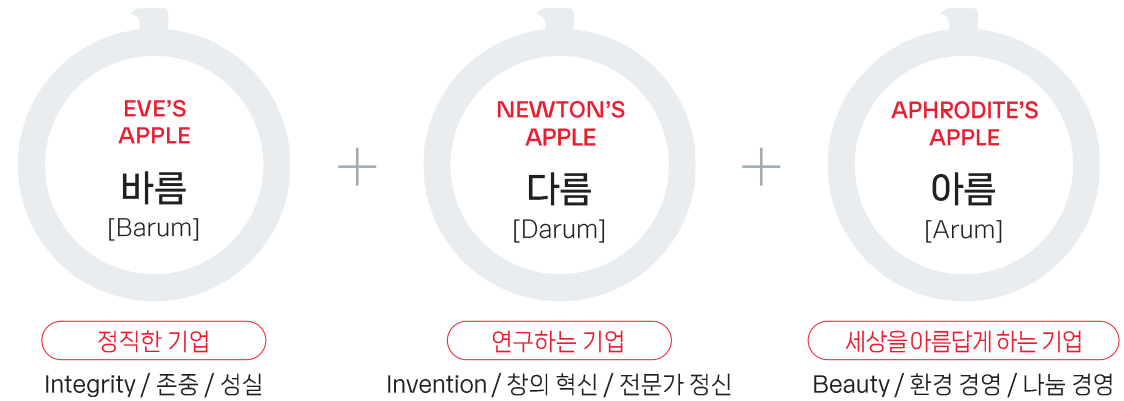 EVE'S
APPLE
바름
[Barum]
정직한 기업
Integrity / 존중 / 성실
NEWTON'S
APPLE
다름
[Darum]
연구하는 기업
Invention / 창의 혁신 / 전문가 정신
APHRODITE'S
APPLE
아름
[Arum]
세상을 아름답게 하는 기업
Beauty / 환경 경영 / 나눔 경영